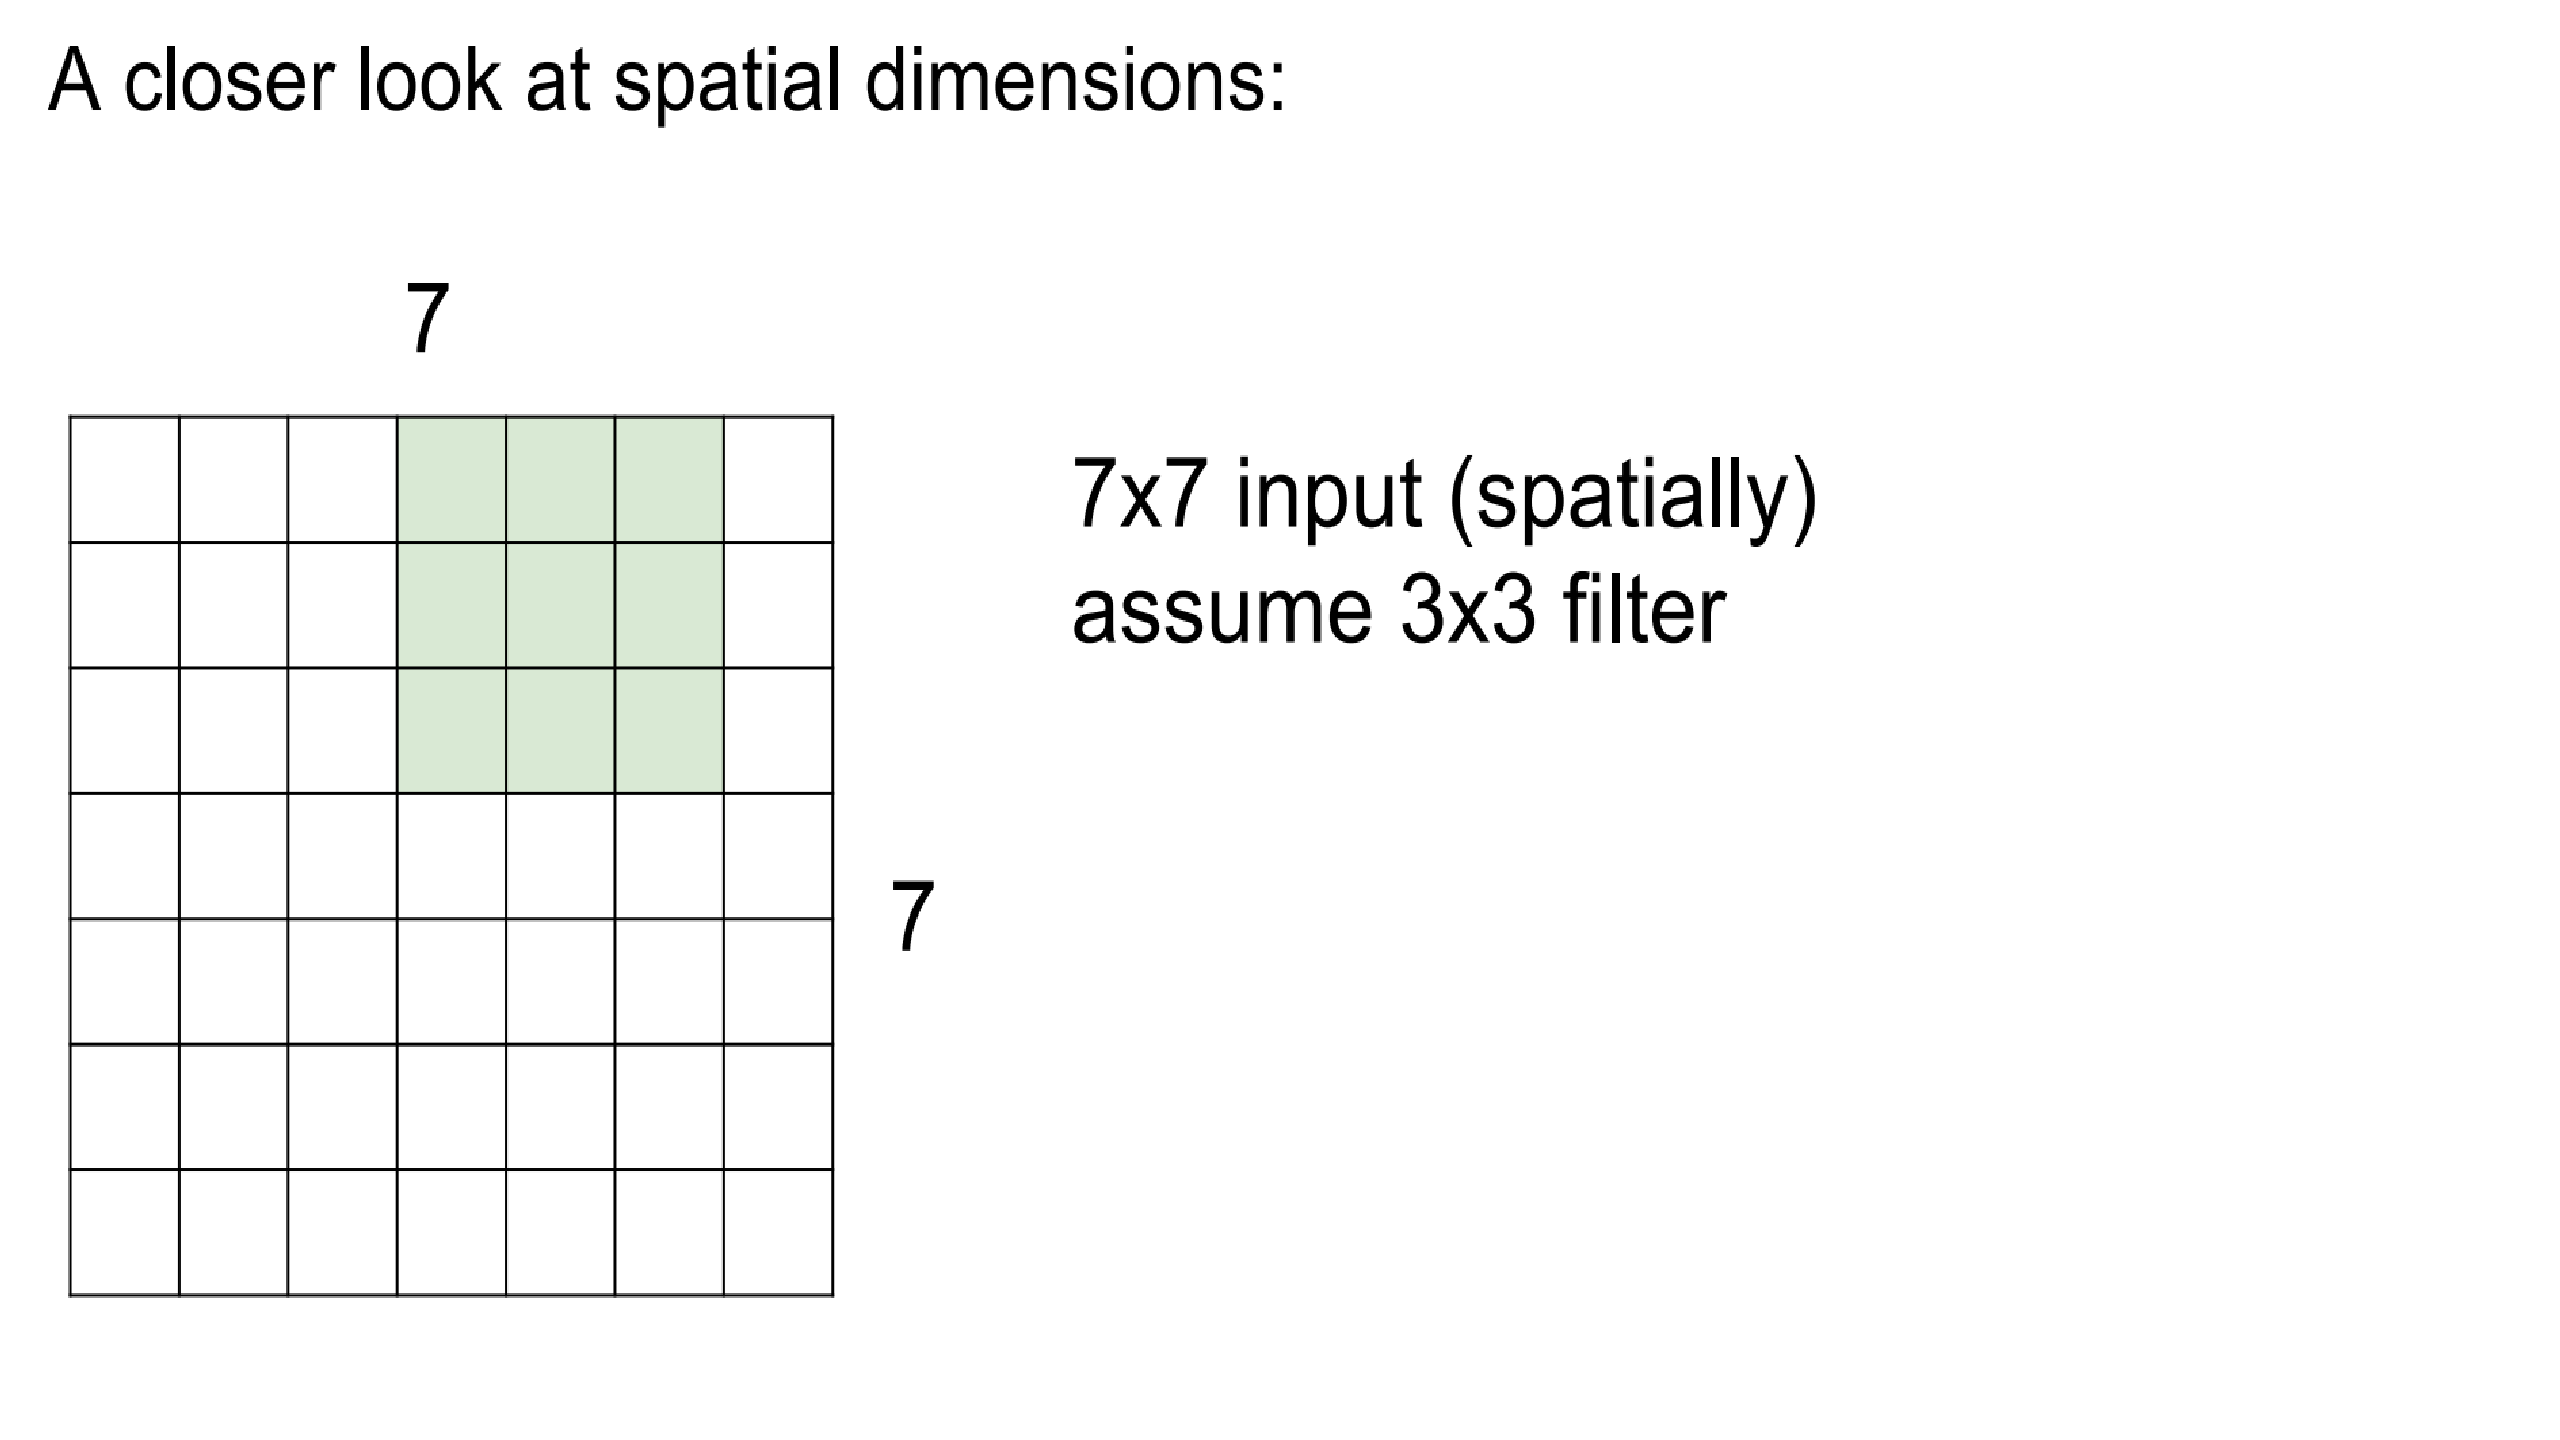 A closer look at spatial dimensions:
7
7x7 input (spatially)
assume 3x3 filter
7